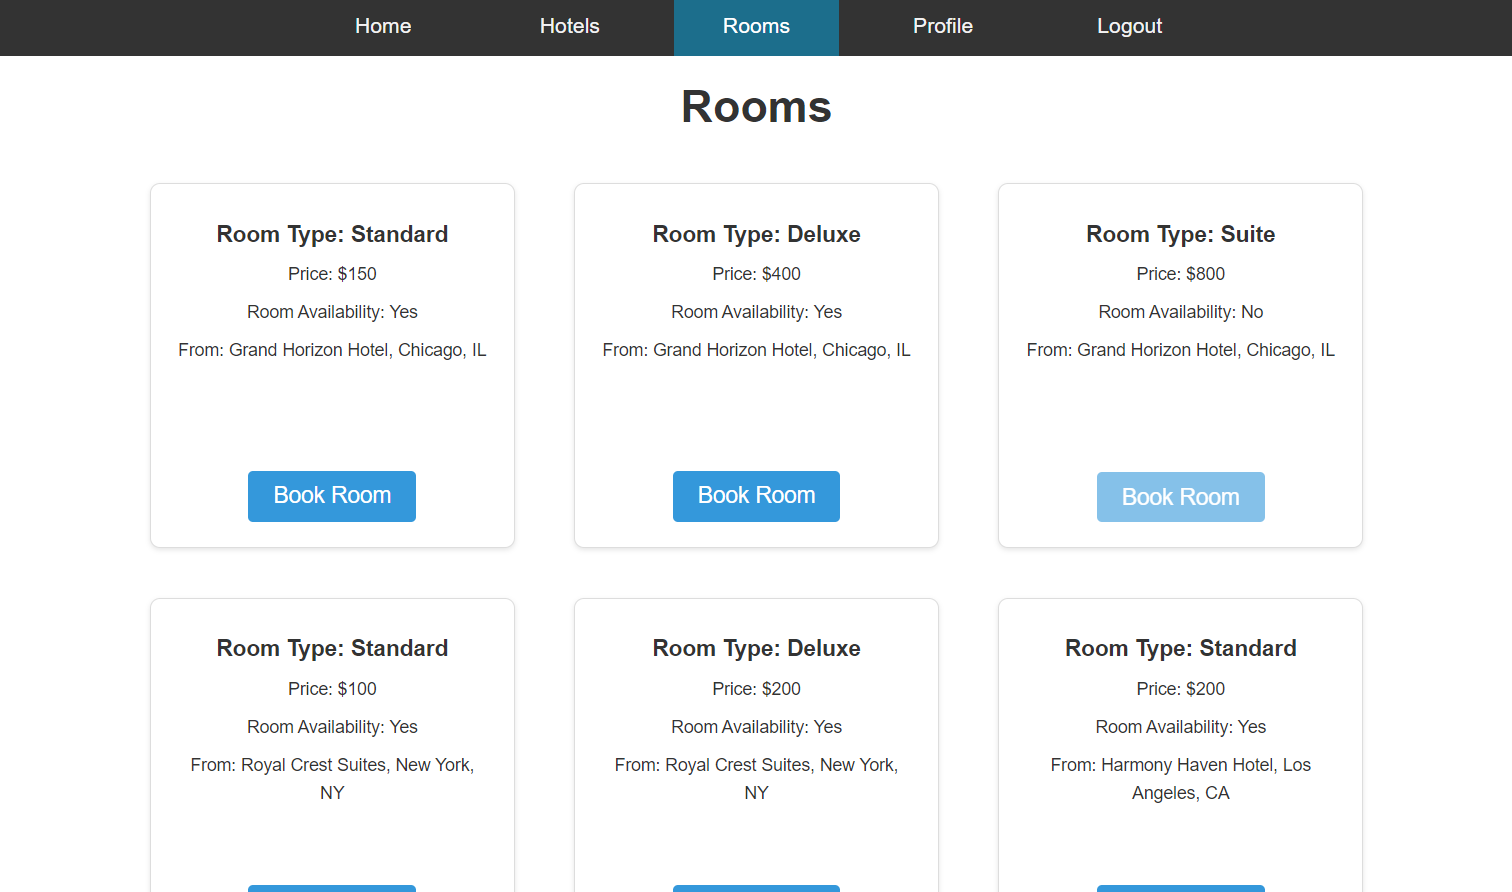 Home Hotels Rooms Profile Logout
Rooms
Room Type: Standard
Price: $150
Room Availability: Yes
From: Grand Horizon Hotel, Chicago, IL
Book Room
Room Type: Deluxe
Price: $400
Room Availability: Yes
From: Grand Horizon Hotel, Chicago, IL
Book Room
Room Type: Suite
Price: $800
Room Availability: No
From: Grand Horizon Hotel, Chicago, IL
Book Room
Room Type: Standard
Price: $100
Room Availability: Yes
From: Royal Crest Suites, New York,
NY
Room Type: Deluxe
Price: $200
Room Availability: Yes
From: Royal Crest Suites, New York,
NY
Room Type: Standard
Price: $200
Room Availability: Yes
From: Harmony Haven Hotel, Los
Angeles, CA